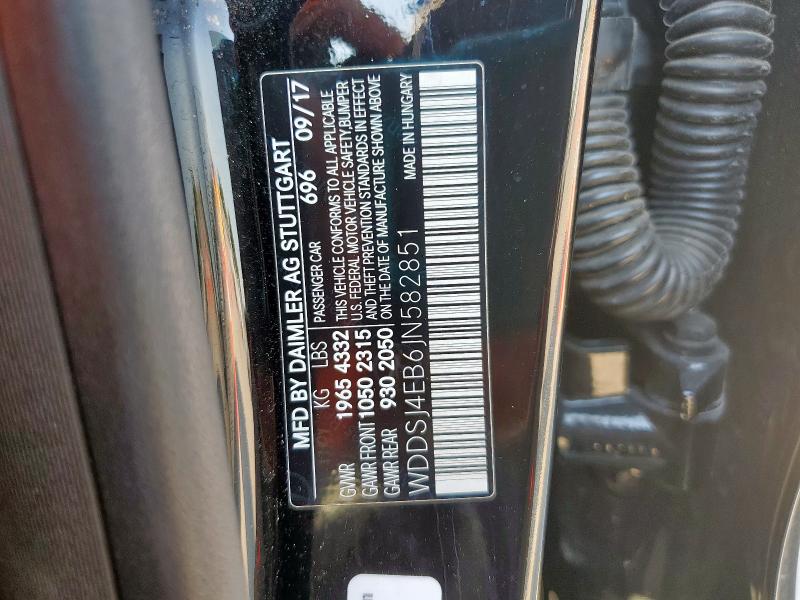 MFD BY DAIMLER AG STUTTGART
KG LBS PASSENGER CAR 696 09/17
GVWR 1965 4332 THIS VEHICLE CONFORMS TO ALL APPLICABLE
U.S. FEDERAL MOTOR VEHICLE SAFETY,BUMPER
GAWR FRONT 1050 2315 AND THEFT PREVENTION STANDARDS IN EFFECT
GAWR REAR 930 2050 ON THE DATE OF MANUFACTURE SHOWN ABOVE
WDDSJ4EB6JN582851 MADE IN HUNGARY